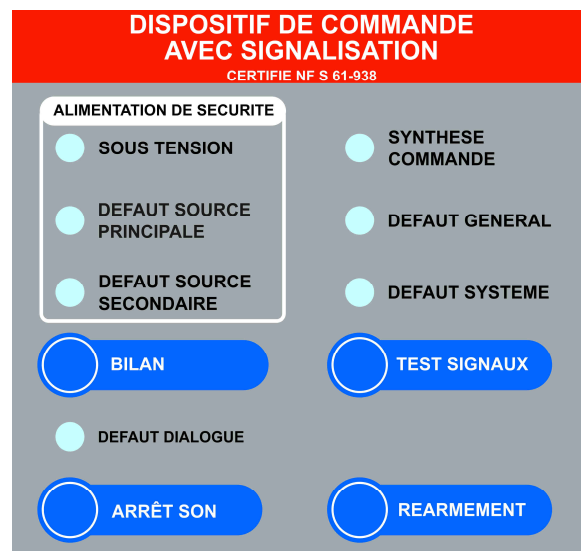 DISPOSITIF DE COMMANDE
AVEC SIGNALISATION
CERTIFIE NF S 61-938
ALIMENTATION DE SECURITE
SOUS TENSION
DEFAUT SOURCE
PRINCIPALE
DEFAUT SOURCE
SECONDAIRE
SYNTHESE
COMMANDE
DEFAUT GENERAL
DEFAUT SYSTEME
BILAN
TEST SIGNAUX
DEFAUT DIALOGUE
ARRÊT SON
REARMEMENT